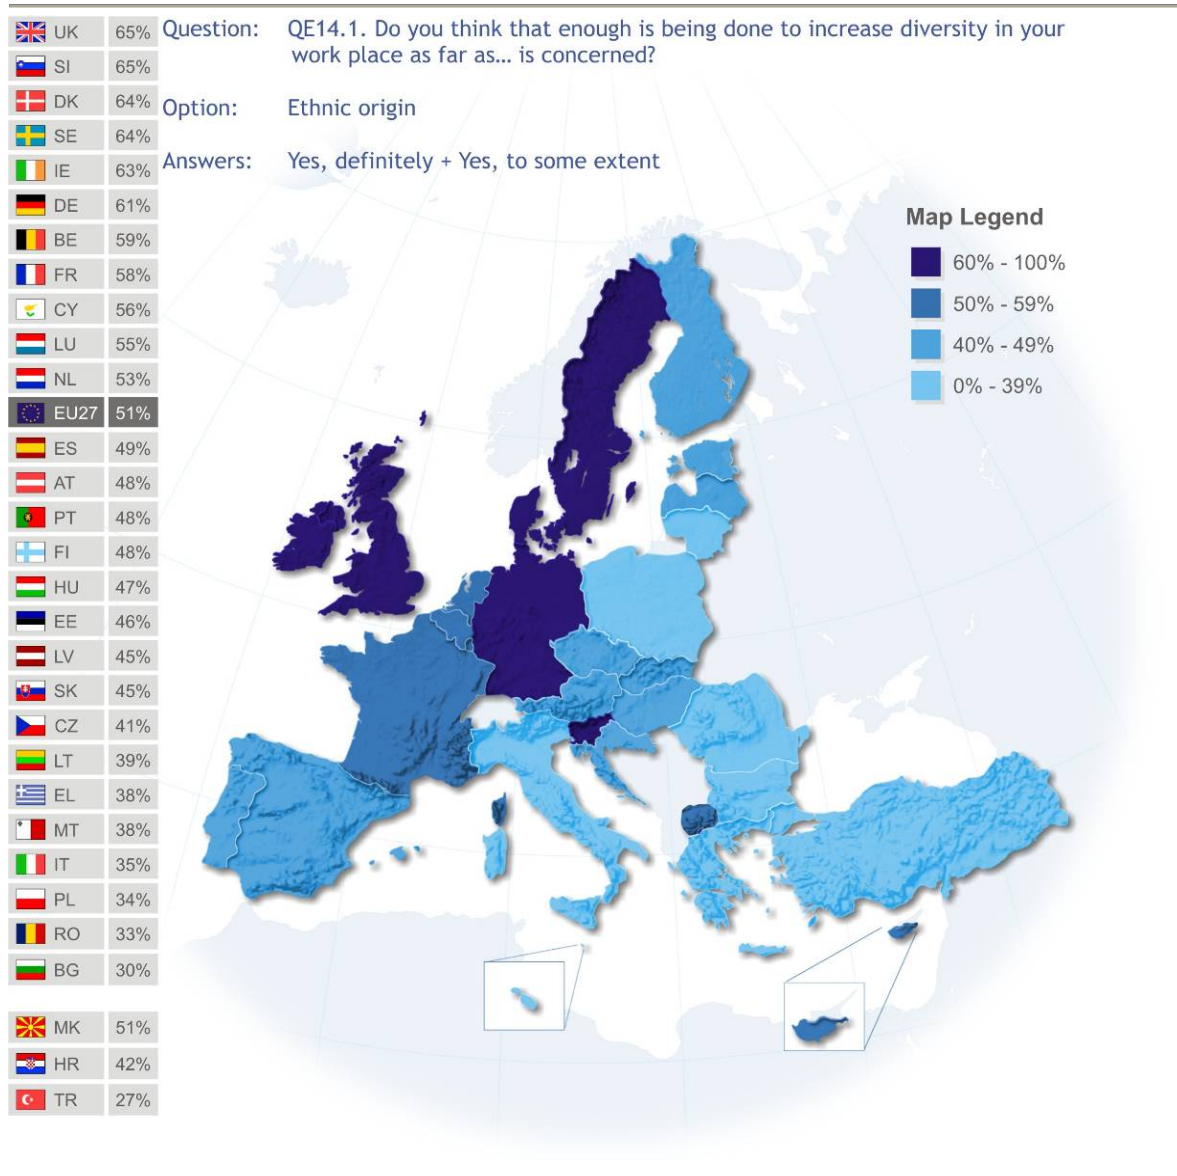 Question: QE14.1. Do you think that enough is being done to increase diversity in your
work place as far as... is concerned?
Option: Ethnic origin
Answers: Yes, definitely + Yes, to some extent
UK 65%
SI 65%
DK 64%
SE 64%
IE 63%
DE 61%
BE 59%
FR 58%
CY 56%
LU 55%
NL 53%
EU27 51%
ES 49%
AT 48%
PT 48%
FI 48%
HU 47%
EE 46%
LV 45%
SK 45%
CZ 41%
LT 39%
EL 38%
MT 38%
IT 35%
PL 34%
RO 33%
BG 30%
MK 51%
HR 42%
TR 27%
Map Legend
60% - 100%
50% - 59%
40% - 49%
0% - 39%